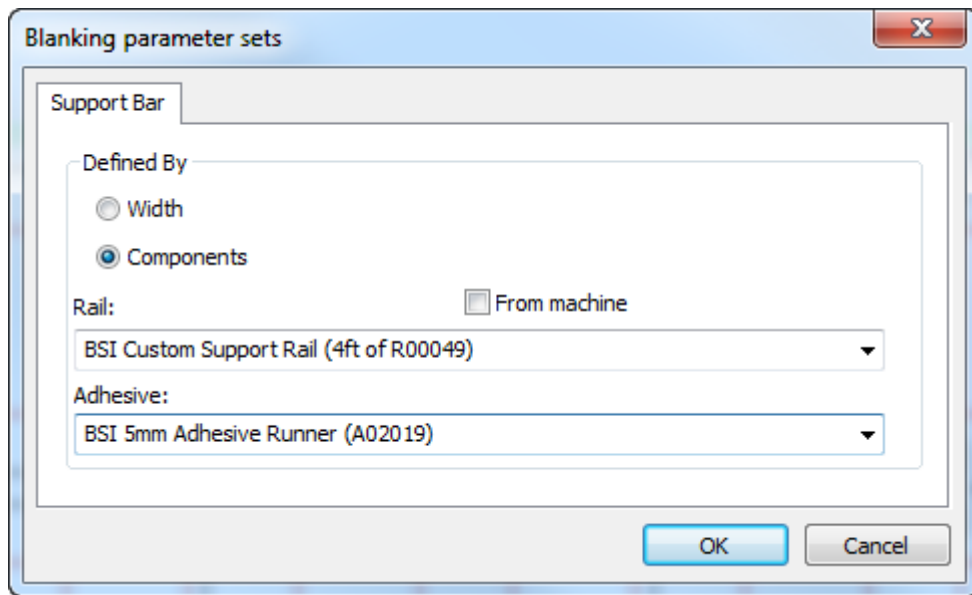 Blanking parameter sets
Support Bar
Defined By
Width
Components
Rail:
From machine
BSI Custom Support Rail (4ft of R00049)
Adhesive:
BSI 5mm Adhesive Runner (A02019)
OK
Cancel